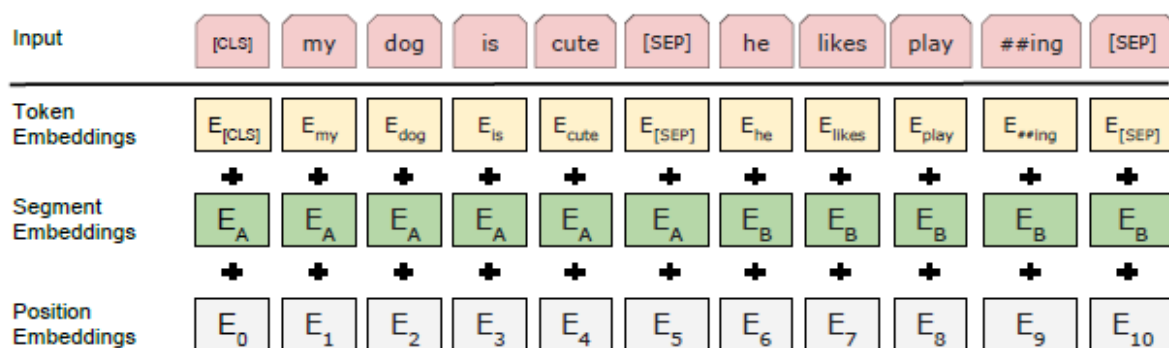 Input [CLS] my dog is cute [SEP] he likes play ##ing [SEP]
Token
Embeddings E[CLS] Emy Edog Eis Ecute E[SEP] Ehe Elikes Eplay E##ing E[SEP]
+ + + + + + + + + + +
Segment
Embeddings EA EA EA EA EA EA EB EB EB EB EB
+ + + + + + + + + + +
Position
Embeddings E0 E1 E2 E3 E4 E5 E6 E7 E8 E9 E10